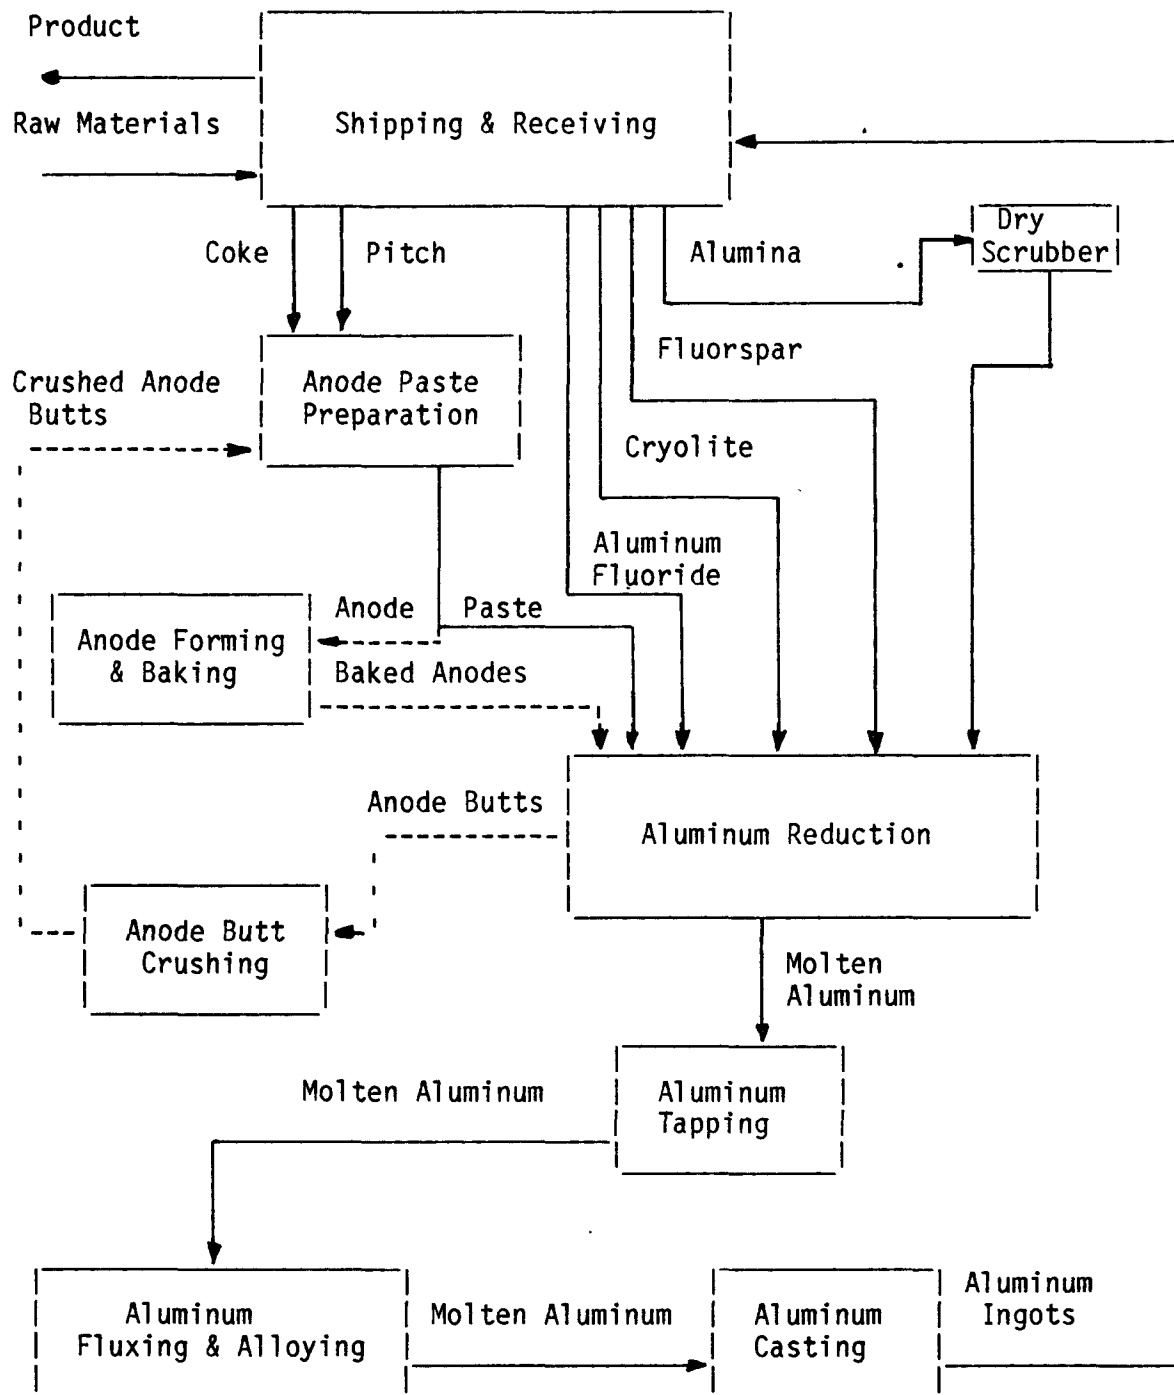 Product
Raw Materials
Shipping & Receiving
Coke
Pitch
Alumina
Dry
Scrubber
Fluorspar
Crushed Anode
Butts
Anode Paste
Preparation
Cryolite
Aluminum
Fluoride
Anode
Paste
Anode Forming
& Baking
Baked Anodes
Anode Butts
Aluminum Reduction
Anode Butt
Crushing
Molten
Aluminum
Molten Aluminum
Aluminum
Tapping
Aluminum
Fluxing & Alloying
Molten Aluminum
Aluminum
Casting
Aluminum
Ingots